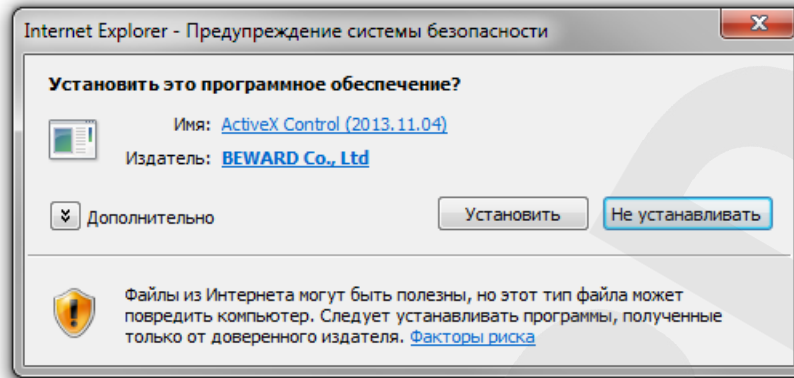 Internet Explorer - Предупреждение системы безопасности
Установить это программное обеспечение?
Имя: ActiveX Control (2013.11.04)
Издатель: BEWARD Co., Ltd
Дополнительно
Установить
Не устанавливать
Файлы из Интернета могут быть полезны, но этот тип файла может
повредить компьютер. Следует устанавливать программы, полученные
только от доверенного издателя. Факторы риска